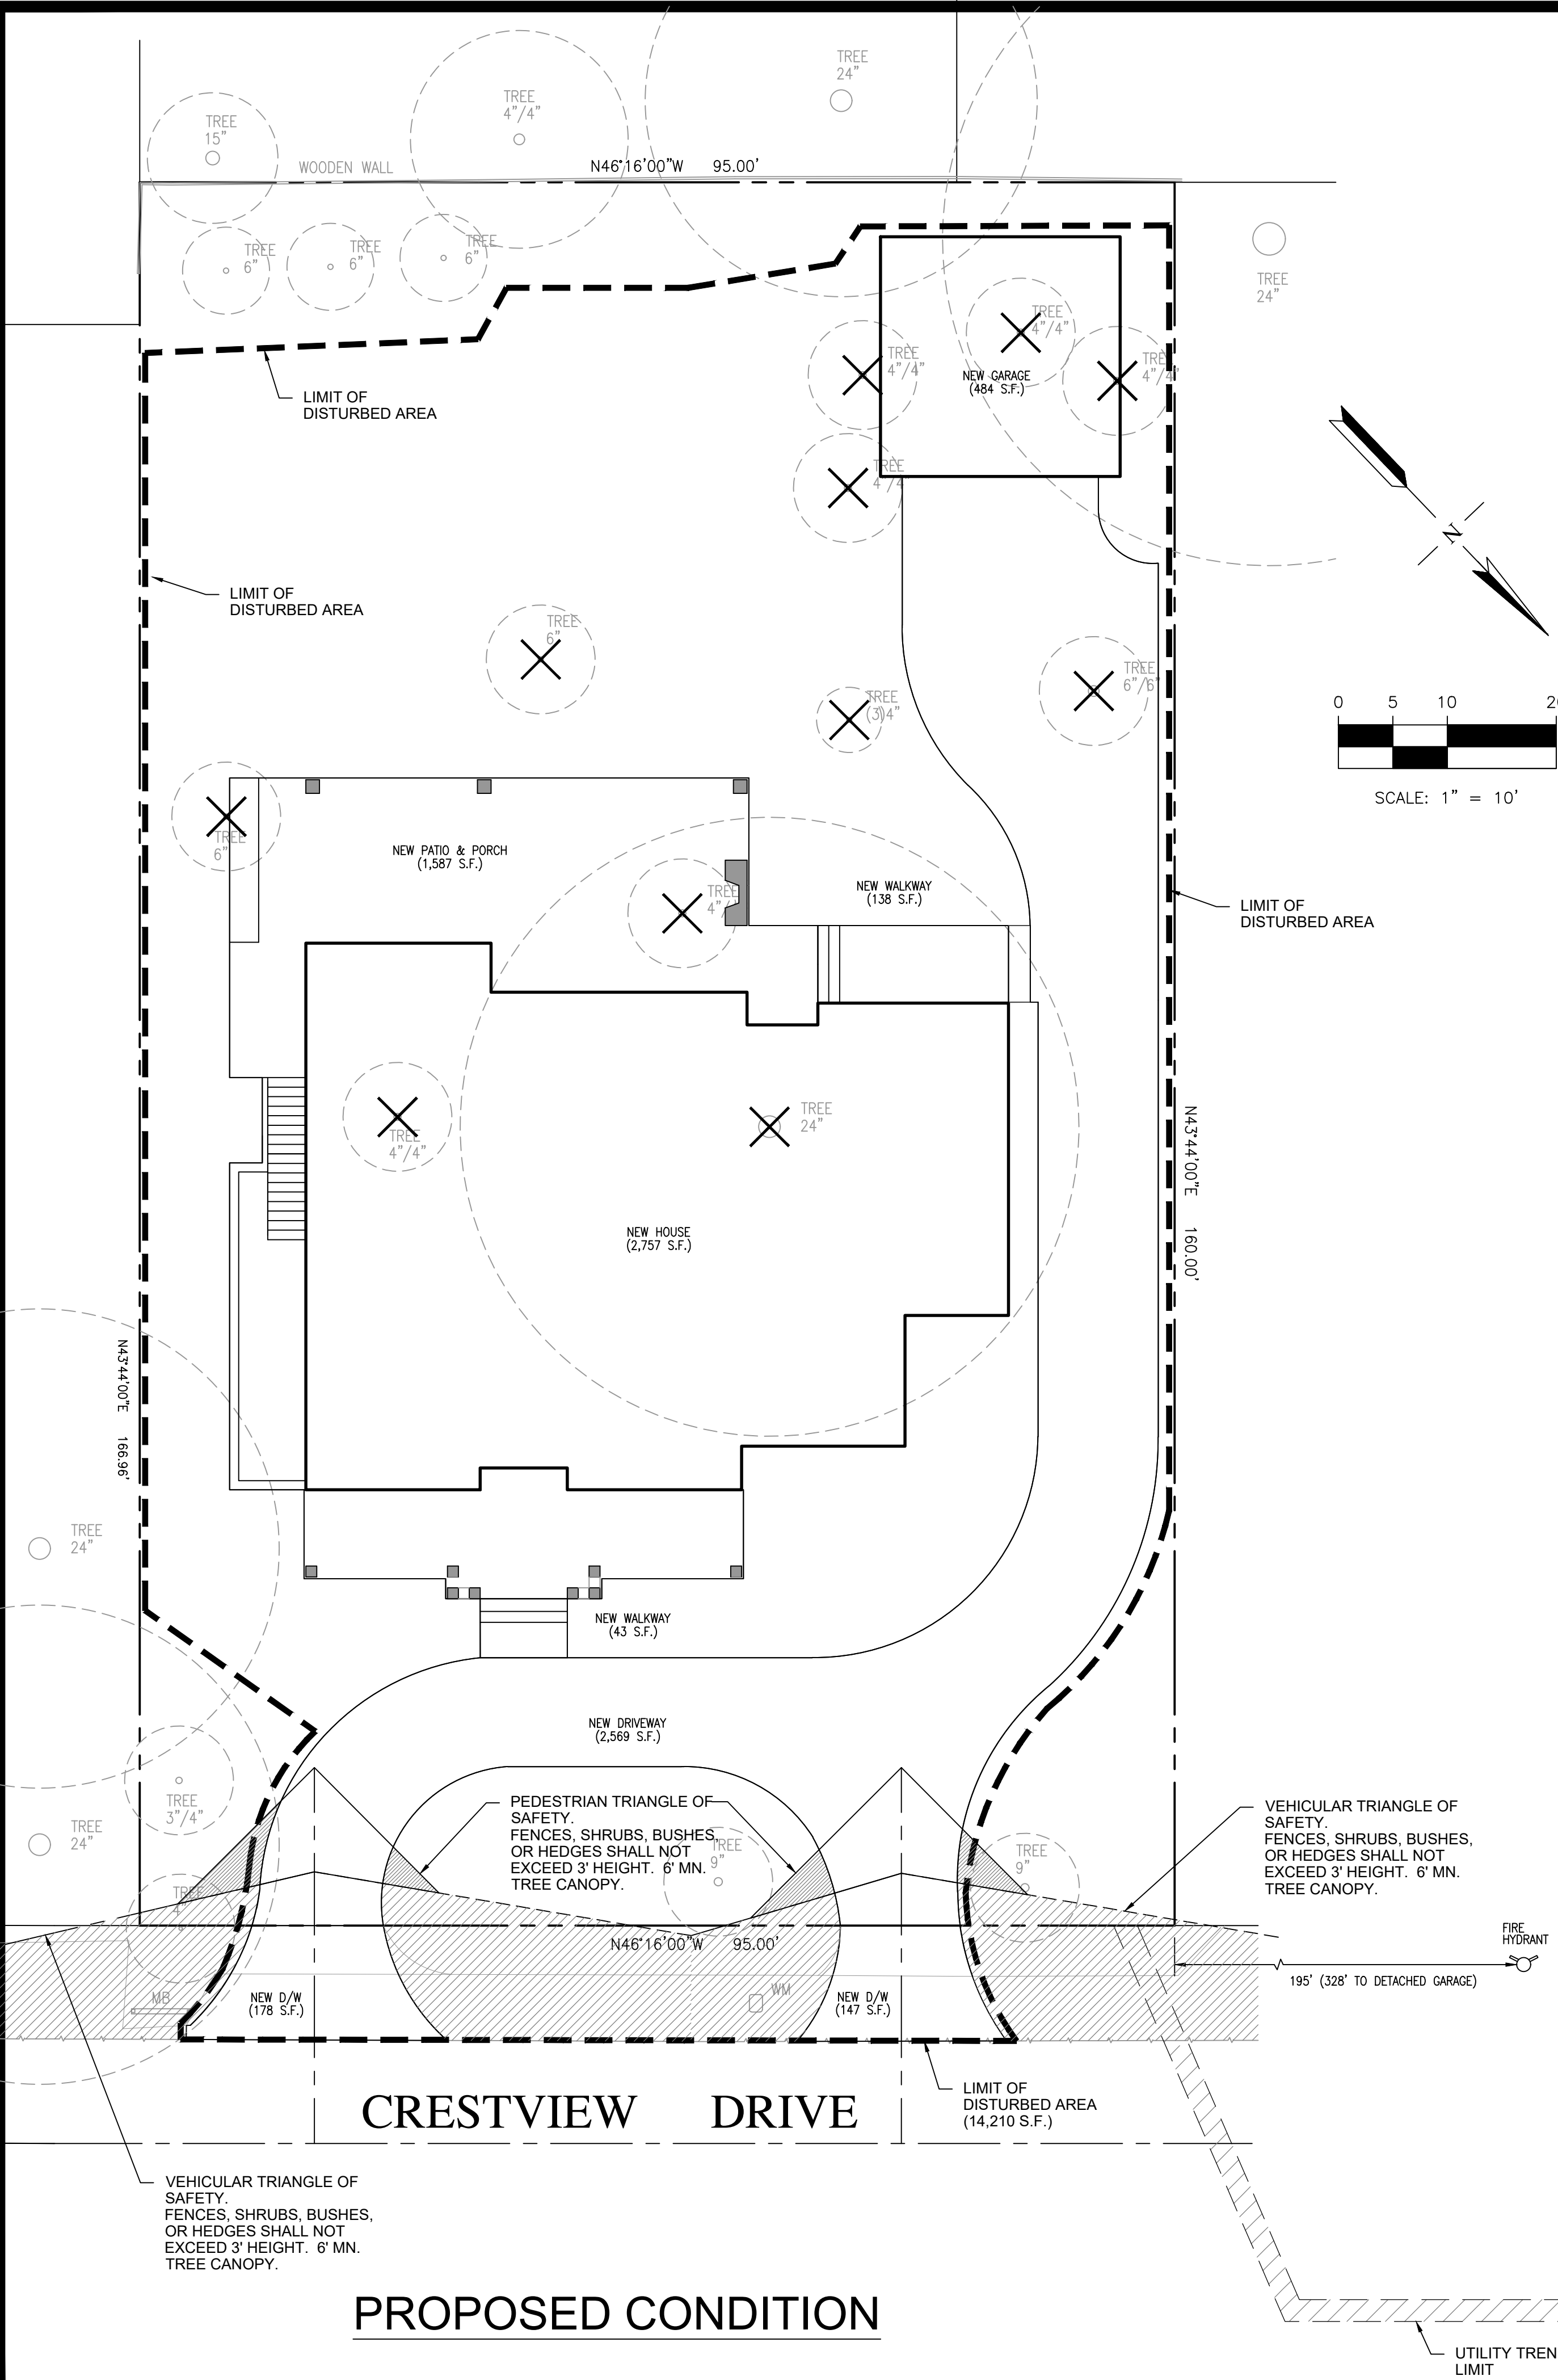 TREE
24"
TREE
4"/4"
TREE
15"
WOODEN WALL
N46°16'00"W 95.00'
TREE
6"
TREE
6"
TREE
6"
TREE
24"
TREE
4"/4"
TREE
4"/4"
NEW GARAGE
(484 S.F.)
TREE
4"/4"
LIMIT OF
DISTURBED AREA
TREE
4"/4
N
LIMIT OF
DISTURBED AREA
TREE
6"
TREE
6"/6"
TREE
(3)4"
0 5 10
SCALE: 1" = 10'
TREE
6"
NEW PATIO & PORCH
(1,587 S.F.)
TREE
NEW WALKWAY
(138 S.F.)
LIMIT OF
DISTURBED AREA
TREE
24"
TREE
4"/4"
N43°44'00"E 160.00'
NEW HOUSE
(2,757 S.F.)
N43°44'00"E 166.96'
TREE
24"
NEW WALKWAY
(43 S.F.)
NEW DRIVEWAY
(2,569 S.F.)
TREE
3"/4"
TREE
24"
PEDESTRIAN TRIANGLE OF
SAFETY.
FENCES, SHRUBS, BUSHES,
OR HEDGES SHALL NOT
EXCEED 3' HEIGHT. 6' MN.
TREE CANOPY.
TREE
9"
TREE
9"
VEHICULAR TRIANGLE OF
SAFETY.
FENCES, SHRUBS, BUSHES,
OR HEDGES SHALL NOT
EXCEED 3' HEIGHT. 6' MN.
TREE CANOPY.
TREE
4"
N46°16'00"W 95.00'
FIRE
HYDRANT
195' (328' TO DETACHED GARAGE)
MB
NEW D/W
(178 S.F.)
WM
NEW D/W
(147 S.F.)
LIMIT OF
DISTURBED AREA
(14,210 S.F.)
CRESTVIEW DRIVE
VEHICULAR TRIANGLE OF
SAFETY.
FENCES, SHRUBS, BUSHES,
OR HEDGES SHALL NOT
EXCEED 3' HEIGHT. 6' MN.
TREE CANOPY.
PROPOSED CONDITION
UTILITY TREN
LIMIT